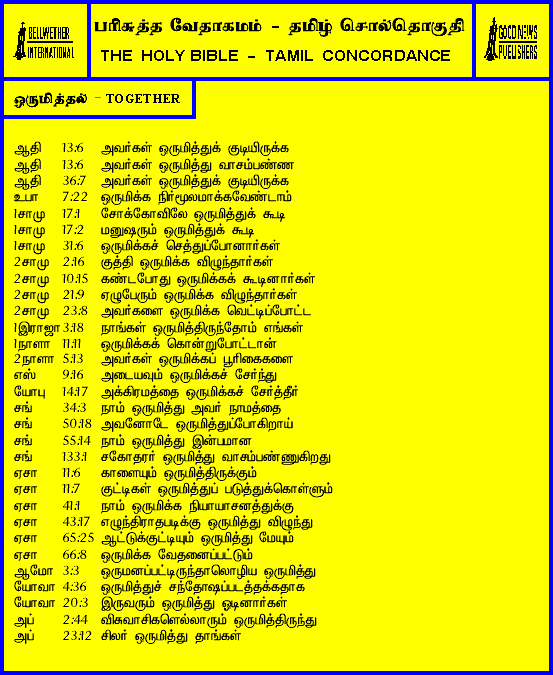 BELLWETHER
INTERNATIONAL
பரிசுத்த வேதாகமம் - தமிழ் சொல்தொகுதி
THE HOLY BIBLE - TAMIL CONCORDANCE
GOOD NEWS
PUBLISHERS
ஒருமித்தல் - TOGETHER
ஆதி 13:6 அவர்கள் ஒருமித்துக் குடியிருக்க
ஆதி 13:6 அவர்கள் ஒருமித்து வாசம்பண்ண
ஆதி 36:7 அவர்கள் ஒருமித்துக் குடியிருக்க
உபா 7:22 ஒருமிக்க நிர்மூலமாக்கவேண்டாம்
1சாமு 17:1 சோக்கோவிலே ஒருமித்துக் கூடி
1சாமு 17:2 மனுஷரும் ஒருமித்துக் கூடி
1சாமு 31:6 ஒருமிக்கச் செத்துப்போனார்கள்
2சாமு 2:16 குத்தி ஒருமிக்க விழுந்தார்கள்
2சாமு 10:15 கண்டபோது ஒருமிக்கக் கூடினார்கள்
2சாமு 21:9 ஏழுபேரும் ஒருமிக்க விழுந்தார்கள்
2சாமு 23:8 அவர்களை ஒருமிக்க வெட்டிப்போட்ட
1இராஜா 3:18 நாங்கள் ஒருமித்திருந்தோம் எங்கள்
1நாளா 11:11 ஒருமிக்கக் கொன்றுபோட்டான்
2நாளா 5:13 அவர்கள் ஒருமிக்கப் பூரிகைகளை
எஸ் 9:16 அடையவும் ஒருமிக்கச் சேர்ந்து
யோபு 14:17 அக்கிரமத்தை ஒருமிக்கச் சேர்த்தீர்
சங் 34:3 நாம் ஒருமித்து அவர் நாமத்தை
சங் 50:18 அவனோடே ஒருமித்துப்போகிறாய்
சங் 55:14 நாம் ஒருமித்து இன்பமான
சங் 133:1 சகோதரர் ஒருமித்து வாசம்பண்ணுகிறது
ஏசா 11:6 காளையும் ஒருமித்திருக்கும்
ஏசா 11:7 குட்டிகள் ஒருமித்துப் படுத்துக்கொள்ளும்
ஏசா 41:1 நாம் ஒருமிக்க நியாயாசனத்துக்கு
ஏசா 43:17 எழுந்திராதபடிக்கு ஒருமித்து விழுந்து
ஏசா 65:25 ஆட்டுக்குட்டியும் ஒருமித்து மேயும்
ஏசா 66:8 ஒருமிக்க வேதனைப்பட்டும்
ஆமோ 3:3 ஒருமனப்பட்டிருந்தாலொழிய ஒருமித்து
யோவா 4:36 ஒருமித்துச் சந்தோஷப்படத்தக்கதாக
யோவா 20:3 இருவரும் ஒருமித்து ஓடினார்கள்
அப் 2:44 விசுவாசிகளெல்லாரும் ஒருமித்திருந்து
அப் 23:12 சிலர் ஒருமித்து தாங்கள்